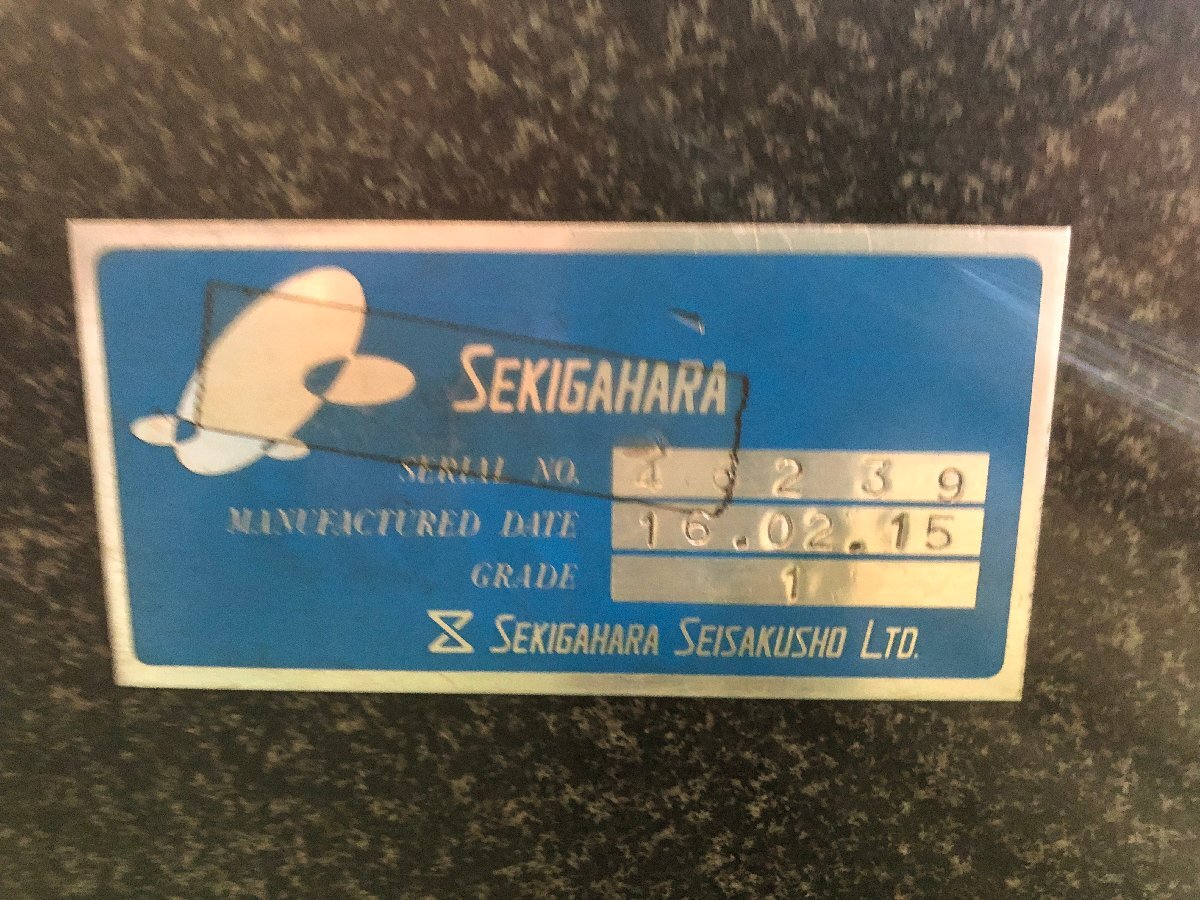 SEKIGAHARA
SERIAL NO.
MANUFACTURED DATE 16.02.15
GRADE 1
SEKIGAHARA SEISAKUSHO LTD.